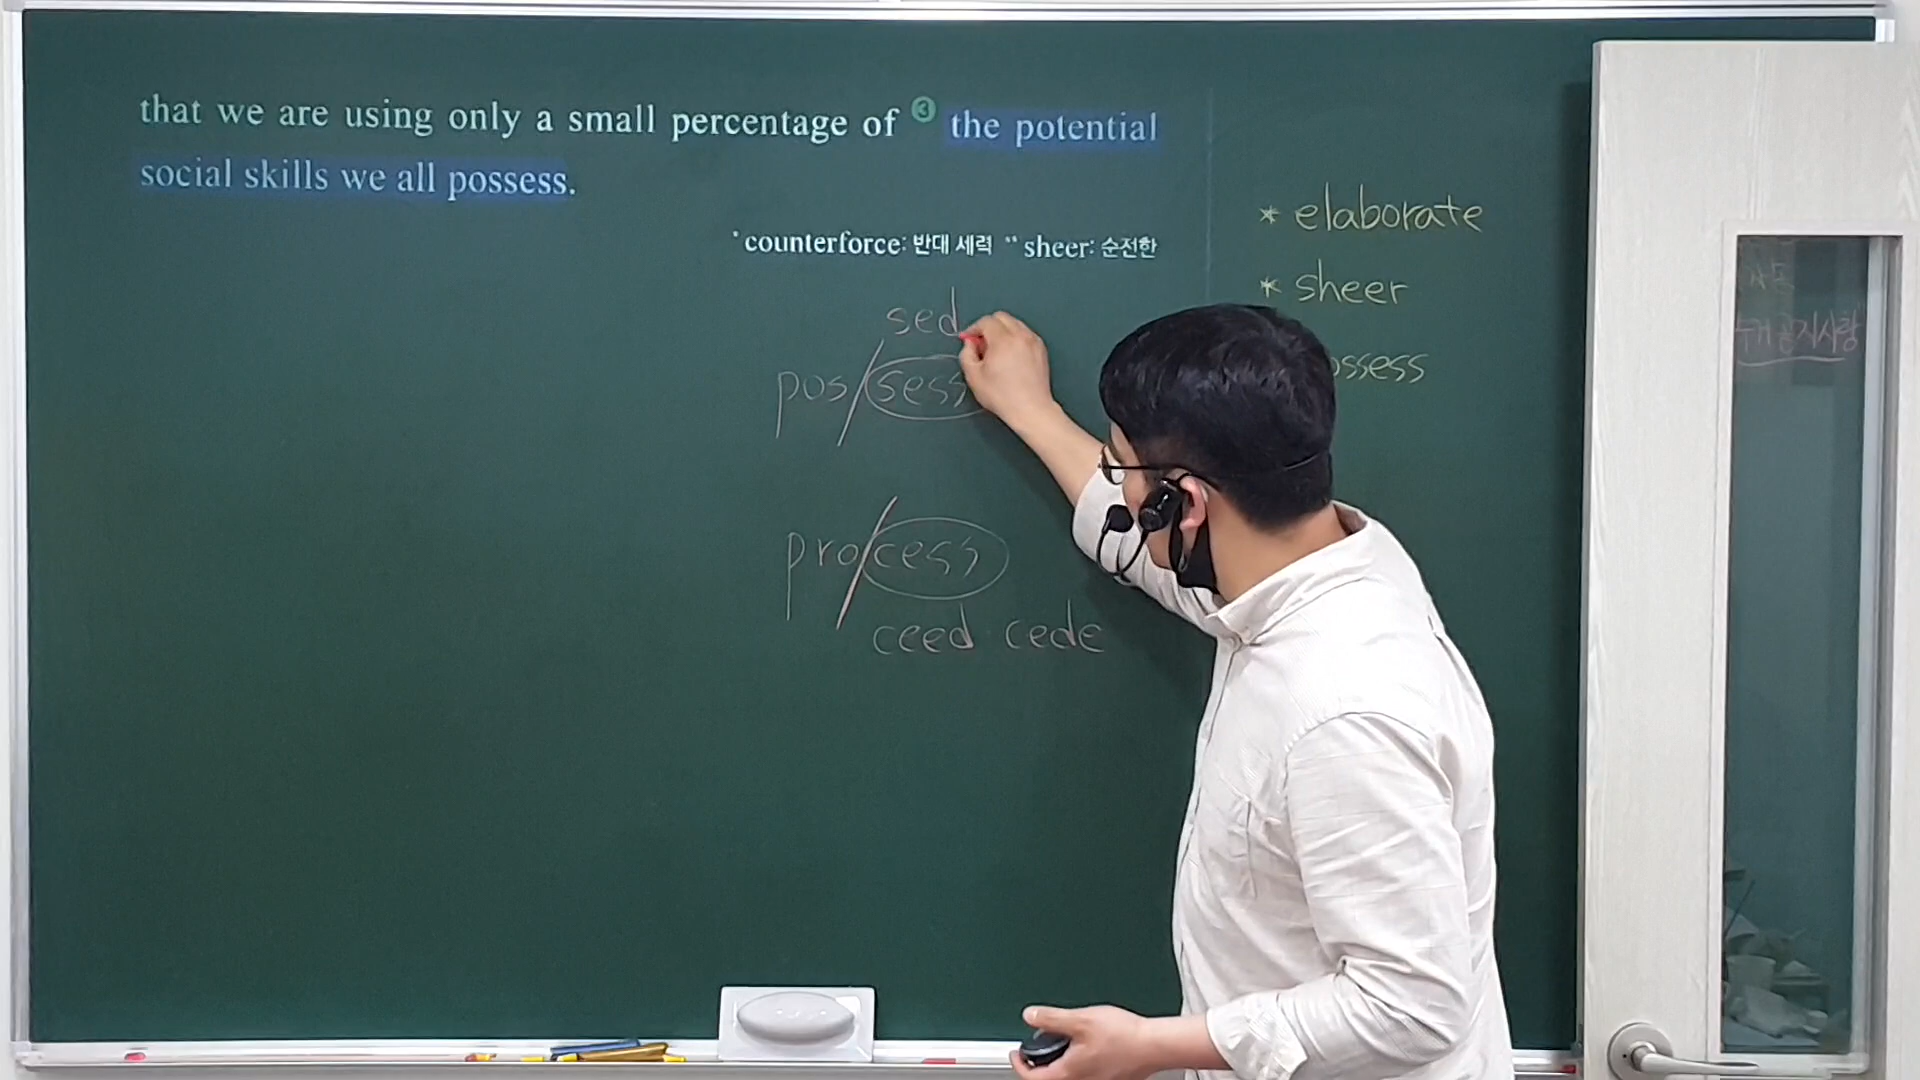 that we are using only a small percentage of ③ the potential
social skills we all possess.
* counterforce: 반대 세력 ** sheer: 순전한
* elaborate
* sheer
ossess
sed
pos/sess
pro/cess
ceed cede